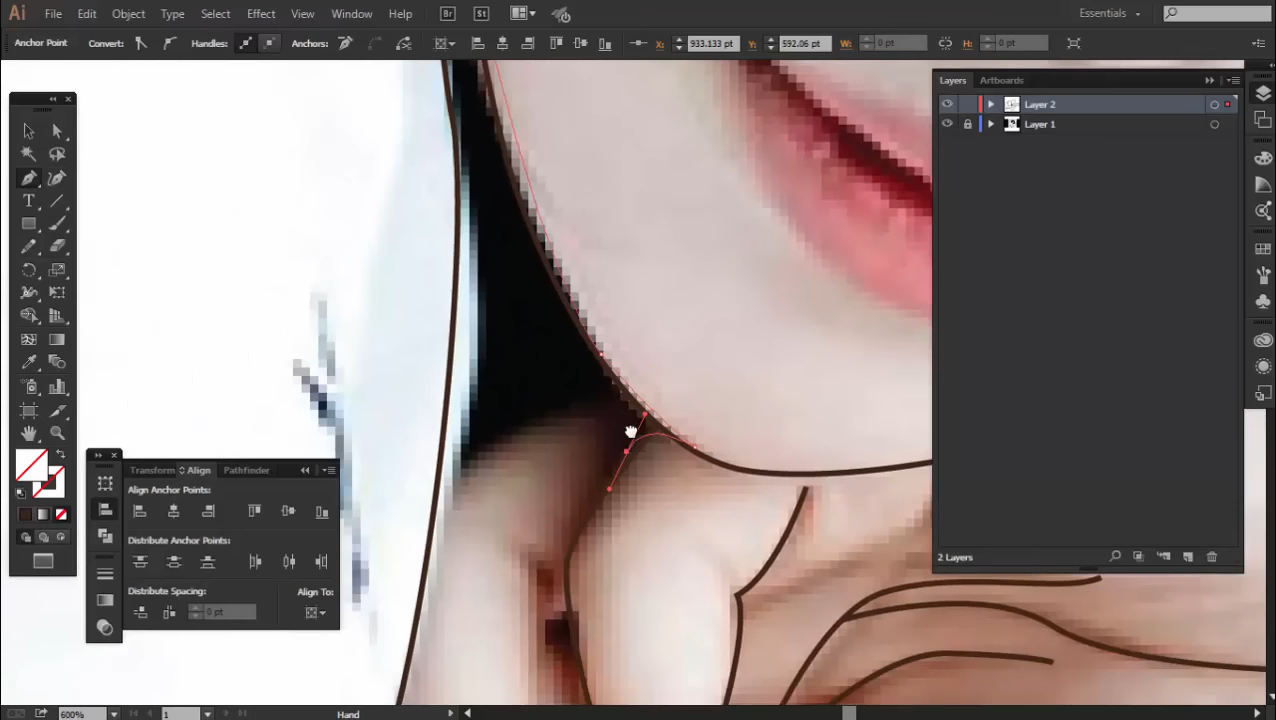 Ai File Edit Object Type Select Effect View Window Help Br St Essentials
Anchor Point Convert: Handles: Anchors: X: 933.133 pt Y: 592.06 pt W: 0 pt H: 0 pt
Layers Artboards
Layer 2
Layer 1
T
Transform Align Pathfinder
Align Anchor Points:
Distribute Anchor Points:
Distribute Spacing: Align To:
0 pt
2 Layers
600% 1 Hand